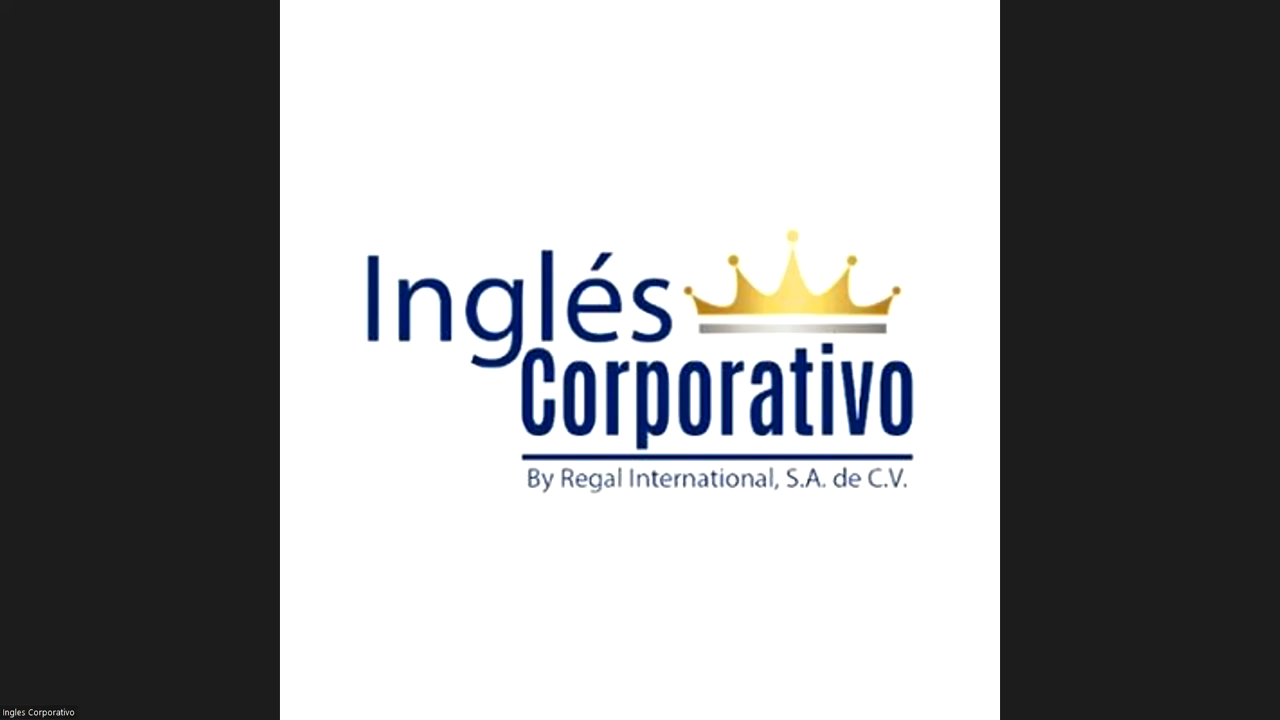 Inglés
Corporativo
By Regal International, S.A. de C.V.
Ingles Corporativo